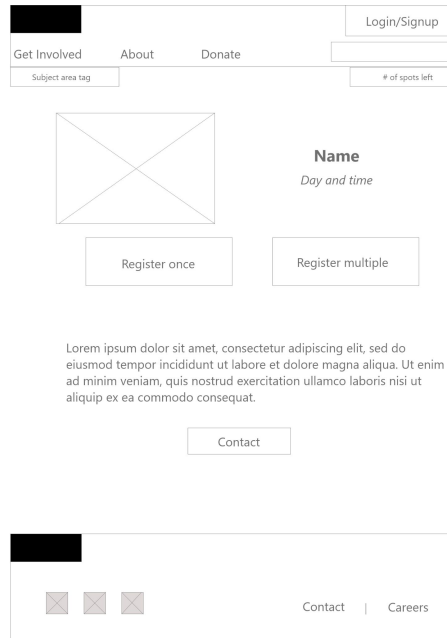 Login/Signup
Get Involved About Donate
Subject area tag # of spots left
Name
Day and time
Register once Register multiple
Lorem ipsum dolor sit amet, consectetur adipiscing elit, sed do
eiusmod tempor incididunt ut labore et dolore magna aliqua. Ut enim
ad minim veniam, quis nostrud exercitation ullamco laboris nisi ut
aliquip ex ea commodo consequat.
Contact
Contact | Careers